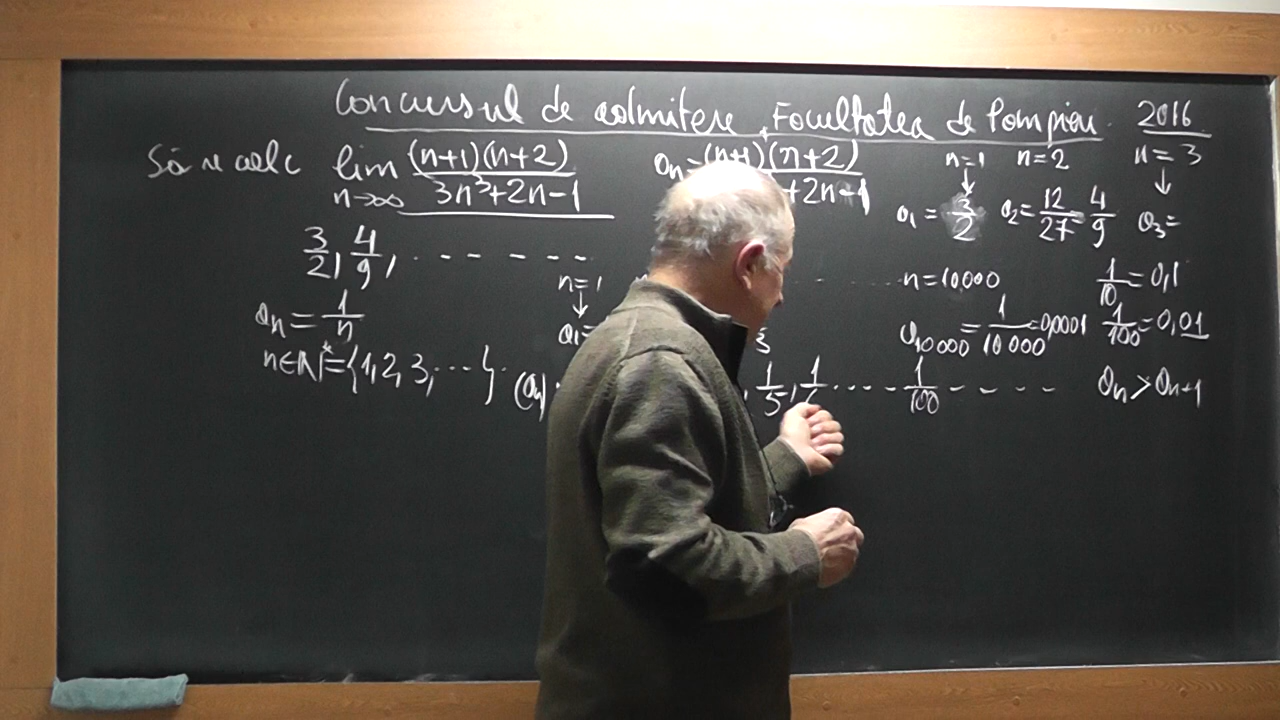 Concursul de admitere, Facultatea de Pompieri 2016
Să se calc lim n→∞ (n+1)(n+2)/(3n³+2n-1) aₙ=(n+1)(n+2)/ +2n-1 n=1 n=2 n=3
↓ ↓
a₁=3/2 a₂=12/27=4/9 a₃=
3/2, 4/9, . - - - - - -
n=1 . . . . n=10000 1/10=0,1
↓
aₙ=1/n a₁= 3 a₁₀₀₀₀=1/10000=0,0001 1/100=0,01
n∈N*={1,2,3,...}. (aₙ) , 1/5, 1/ .... 1/100 - - - - aₙ>aₙ₊₁